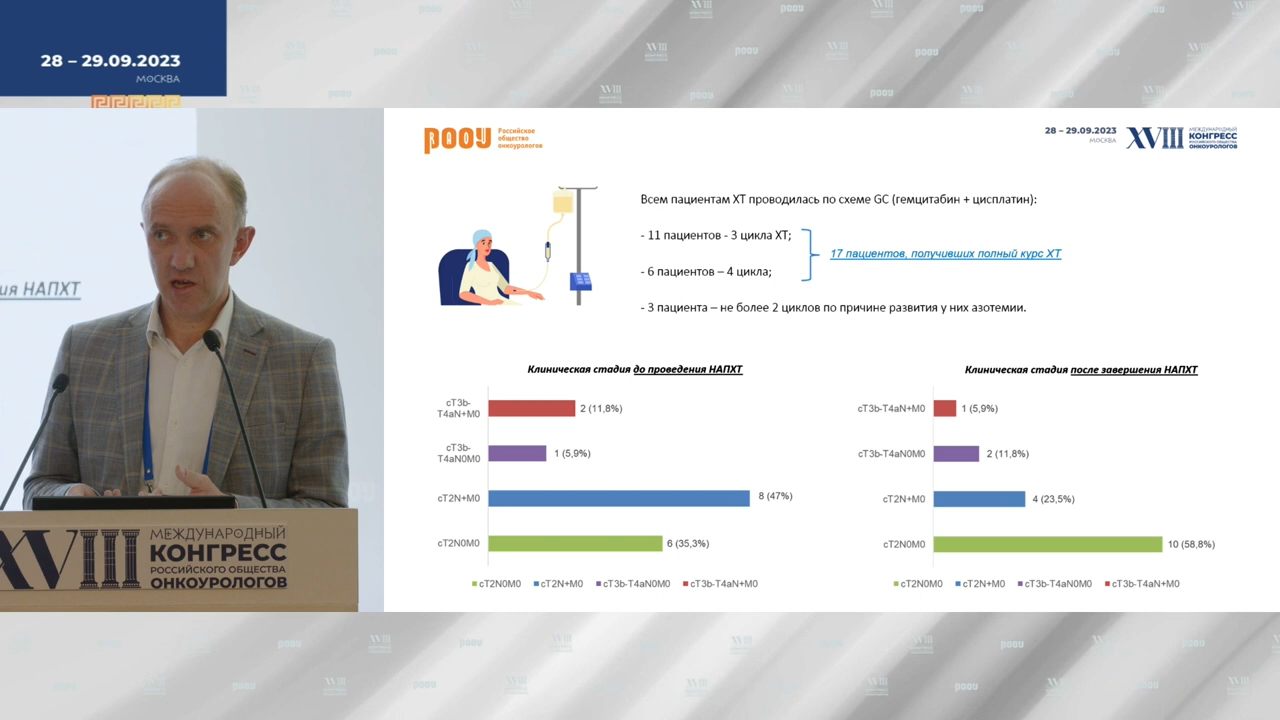 28 – 29.09.2023
МОСКВА
ия НАПХТ
XVIII
МЕЖДУНАРОДНЫЙ
КОНГРЕСС
РОССИЙСКОГО ОБЩЕСТВА
ОНКОУРОЛОГОВ
РООУ
Российское
общество
онкоурологов
28 – 29.09.2023
МОСКВА
XVIII
МЕЖДУНАРОДНЫЙ
КОНГРЕСС
РОССИЙСКОГО ОБЩЕСТВА
ОНКОУРОЛОГОВ
Всем пациентам ХТ проводилась по схеме GC (гемцитабин + цисплатин):
- 11 пациентов - 3 цикла ХТ;
- 6 пациентов – 4 цикла;
17 пациентов, получивших полный курс ХТ
- 3 пациента – не более 2 циклов по причине развития у них азотемии.
Клиническая стадия до проведения НАПХТ
cT3b-
T4aN+M0
2 (11,8%)
cT3b-
T4aN0M0
1 (5,9%)
cT2N+M0
8 (47%)
cT2N0M0
6 (35,3%)
cT2N0M0 cT2N+M0 cT3b-T4aN0M0 cT3b-T4aN+M0
Клиническая стадия после завершения НАПХТ
cT3b-T4aN+M0
1 (5,9%)
cT3b-T4aN0M0
2 (11,8%)
cT2N+M0
4 (23,5%)
cT2N0M0
10 (58,8%)
cT2N0M0 cT2N+M0 cT3b-T4aN0M0 cT3b-T4aN+M0